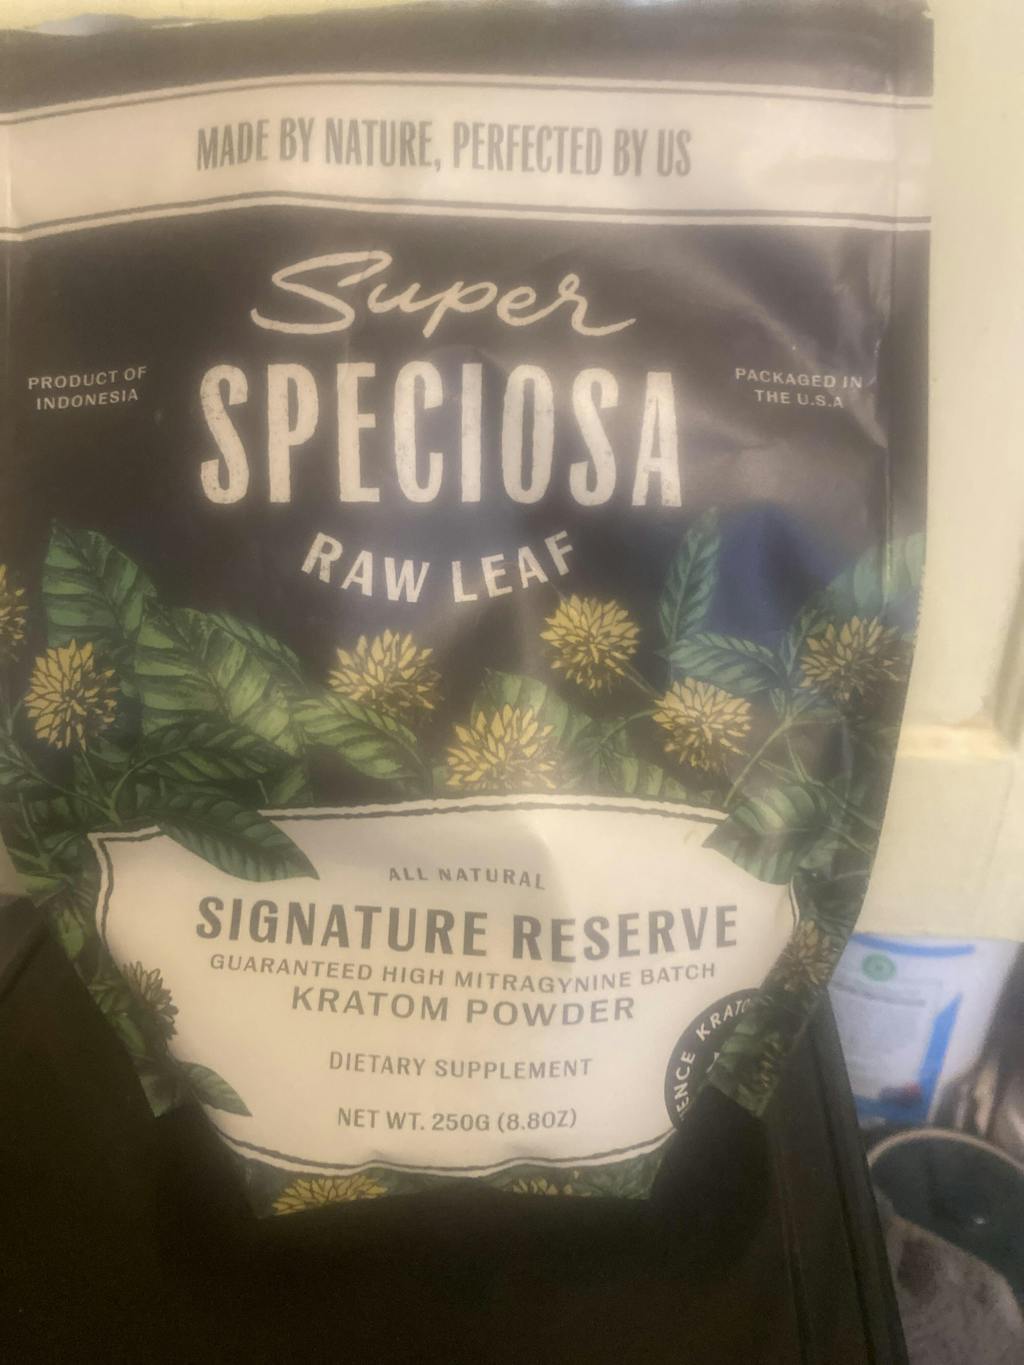 MADE BY NATURE, PERFECTED BY US
Super
SPECIOSA
PRODUCT OF
INDONESIA
PACKAGED IN
THE U.S.A
RAW LEAF
ALL NATURAL
SIGNATURE RESERVE
GUARANTEED HIGH MITRAGYNINE BATCH
KRATOM POWDER
DIETARY SUPPLEMENT
NET WT. 250G (8.8OZ)